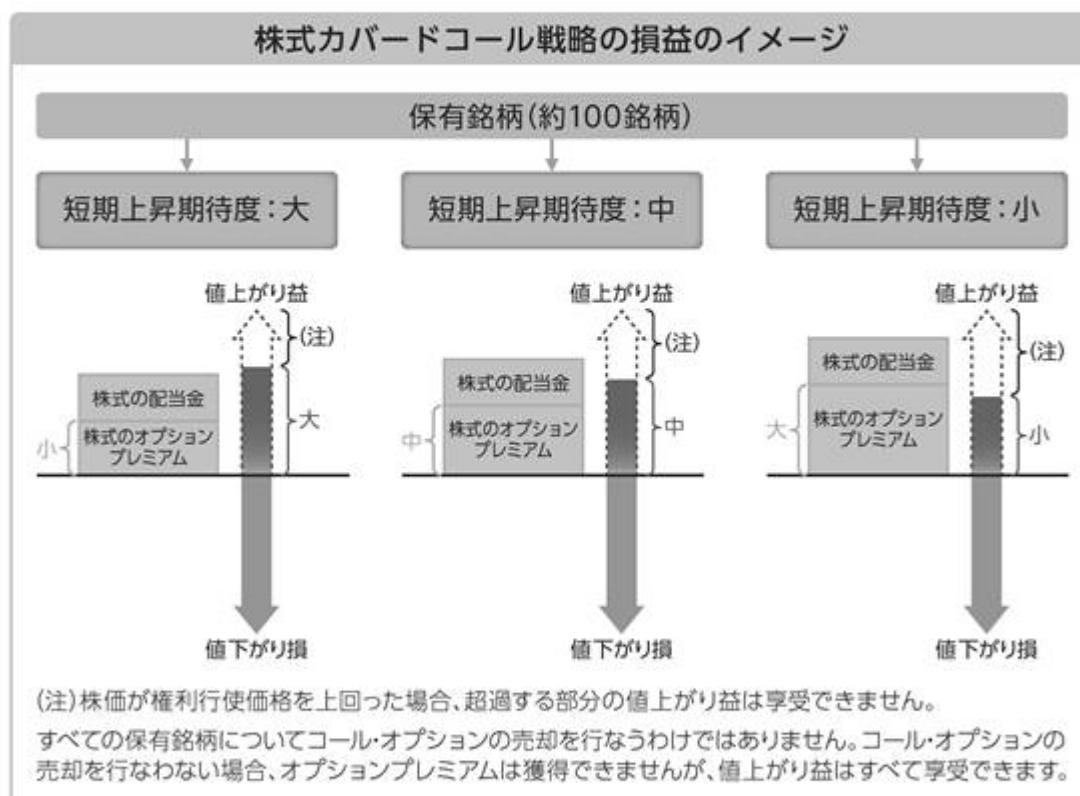 株式カバードコール戦略の損益のイメージ
保有銘柄(約100銘柄)
短期上昇期待度:大
値上がり益
(注)
株式の配当金
大
小
株式のオプション
プレミアム
値下がり損
短期上昇期待度:中
値上がり益
(注)
株式の配当金
中
中
株式のオプション
プレミアム
値下がり損
短期上昇期待度:小
値上がり益
(注)
株式の配当金
大
株式のオプション
プレミアム
小
値下がり損
(注)株価が権利行使価格を上回った場合、超過する部分の値上がり益は享受できません。
すべての保有銘柄についてコール・オプションの売却を行なうわけではありません。コール・オプションの
売却を行なわない場合、オプションプレミアムは獲得できませんが、値上がり益はすべて享受できます。